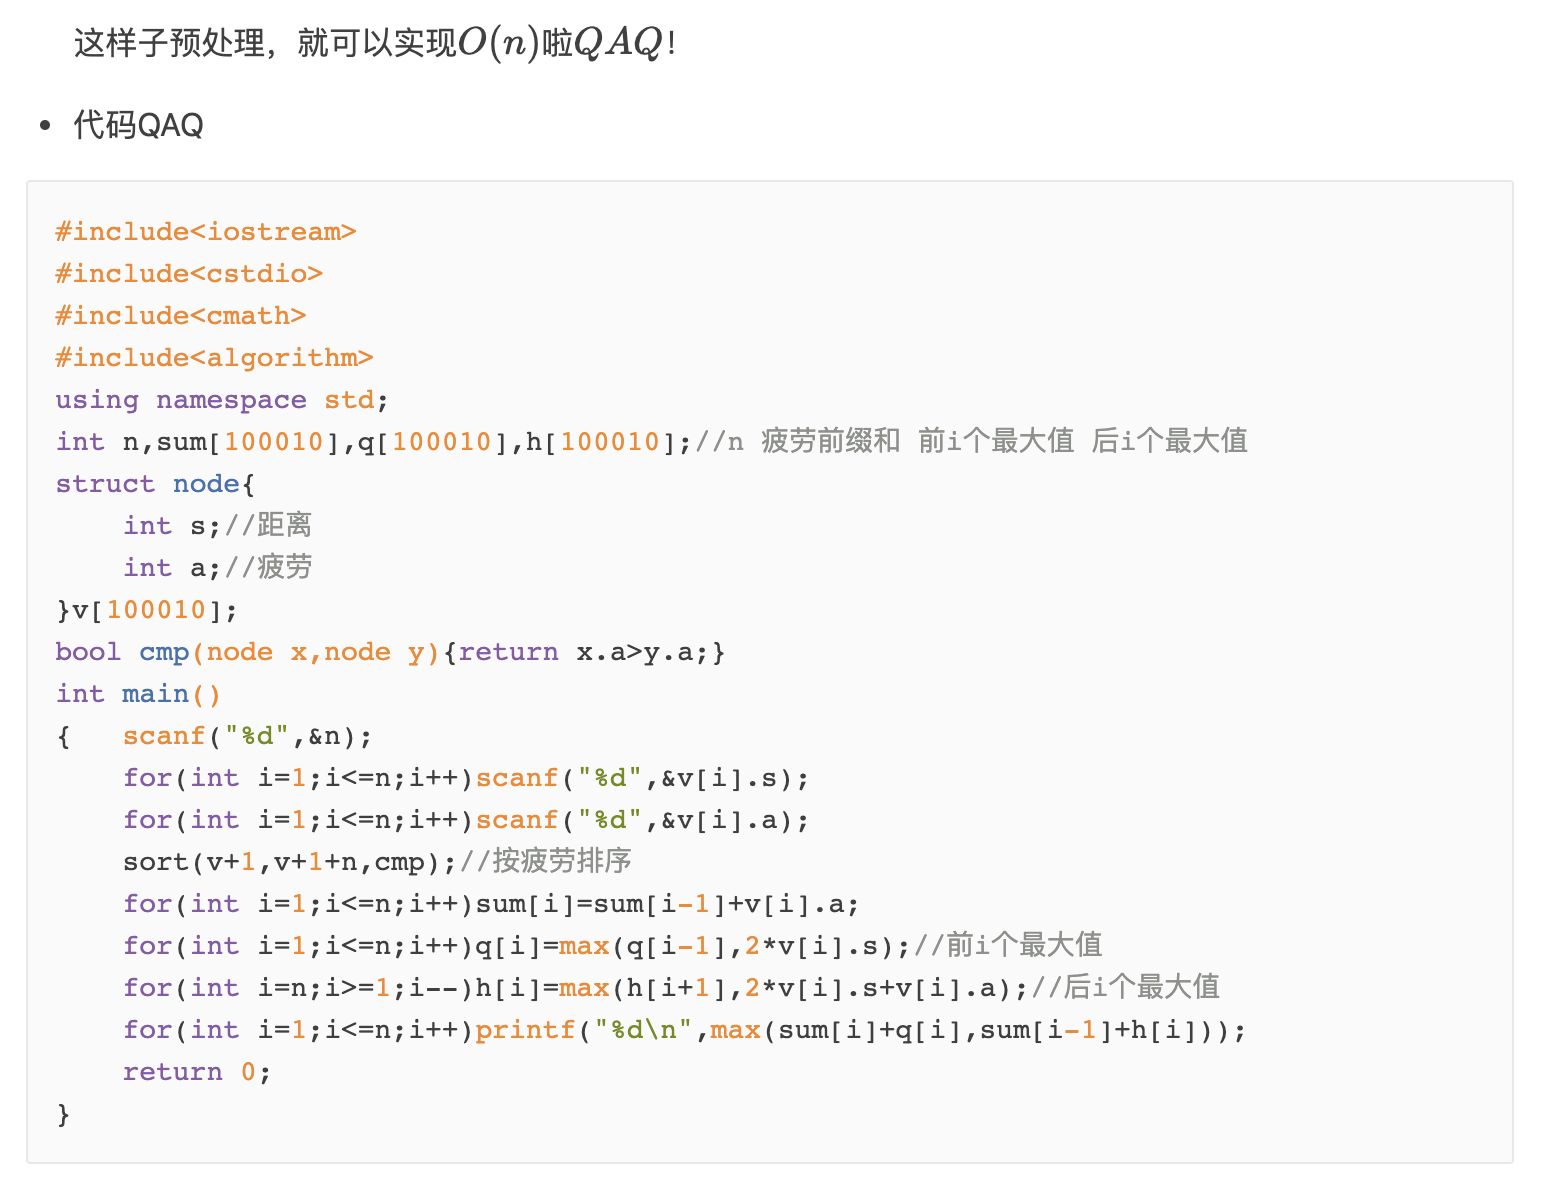 这样子预处理，就可以实现O(n)啦QAQ！
• 代码QAQ
#include<iostream>
#include<cstdio>
#include<cmath>
#include<algorithm>
using namespace std;
int n,sum[100010],q[100010],h[100010];//n 疲劳前缀和 前i个最大值 后i个最大值
struct node{
    int s;//距离
    int a;//疲劳
}v[100010];
bool cmp(node x,node y){return x.a>y.a;}
int main()
{   scanf("%d",&n);
    for(int i=1;i<=n;i++)scanf("%d",&v[i].s);
    for(int i=1;i<=n;i++)scanf("%d",&v[i].a);
    sort(v+1,v+1+n,cmp);//按疲劳排序
    for(int i=1;i<=n;i++)sum[i]=sum[i-1]+v[i].a;
    for(int i=1;i<=n;i++)q[i]=max(q[i-1],2*v[i].s);//前i个最大值
    for(int i=n;i>=1;i--)h[i]=max(h[i+1],2*v[i].s+v[i].a);//后i个最大值
    for(int i=1;i<=n;i++)printf("%d\n",max(sum[i]+q[i],sum[i-1]+h[i]));
    return 0;
}